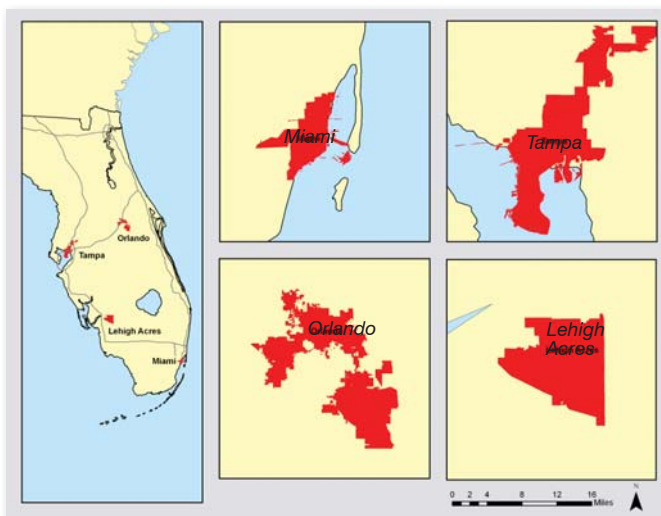 Orlando
Tampa
Lehigh Acres
Miami
Miami
Tampa
Orlando
Lehigh
Acres
N
0 2 4 8 12 16
Miles